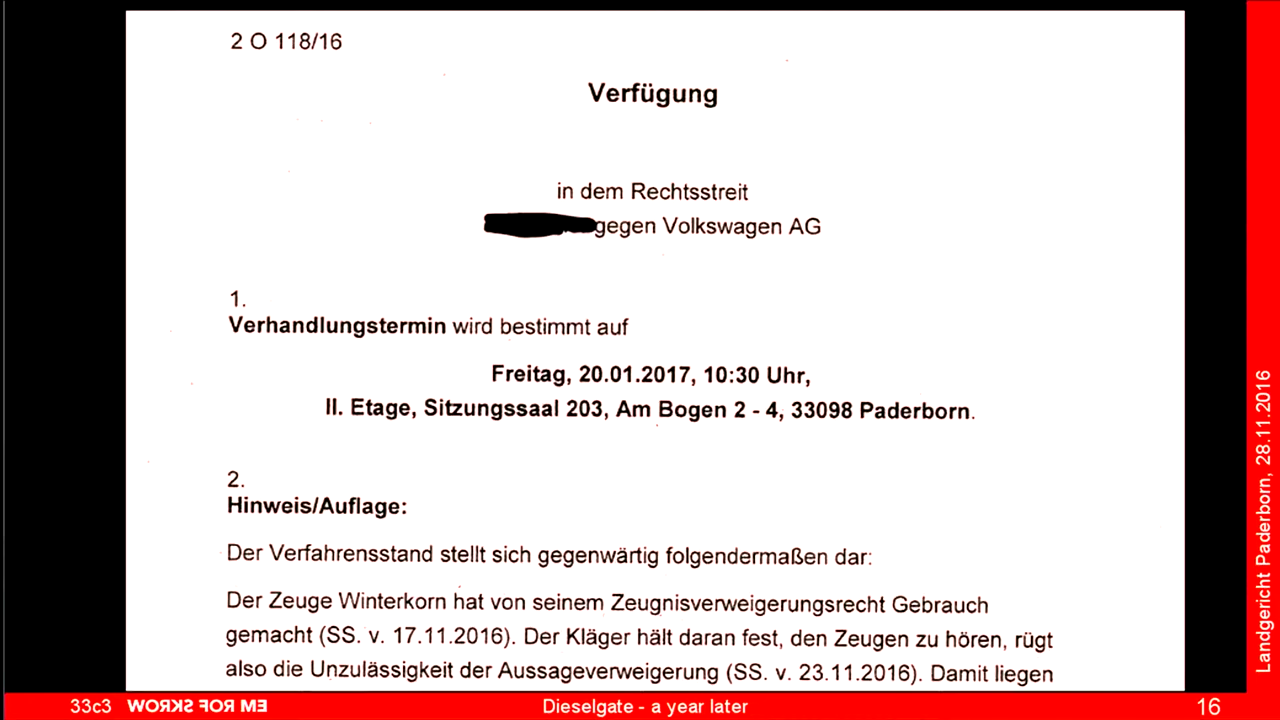 2 O 118/16
Verfügung
in dem Rechtsstreit
gegen Volkswagen AG
1.
Verhandlungstermin wird bestimmt auf
Freitag, 20.01.2017, 10:30 Uhr,
II. Etage, Sitzungssaal 203, Am Bogen 2 - 4, 33098 Paderborn.
2.
Hinweis/Auflage:
Der Verfahrensstand stellt sich gegenwärtig folgendermaßen dar:
Der Zeuge Winterkorn hat von seinem Zeugnisverweigerungsrecht Gebrauch
gemacht (SS. v. 17.11.2016). Der Kläger hält daran fest, den Zeugen zu hören, rügt
also die Unzulässigkeit der Aussageverweigerung (SS. v. 23.11.2016). Damit liegen
Landgericht Paderborn, 28.11.2016
33c3 WORKS FOR ME
Dieselgate - a year later
16